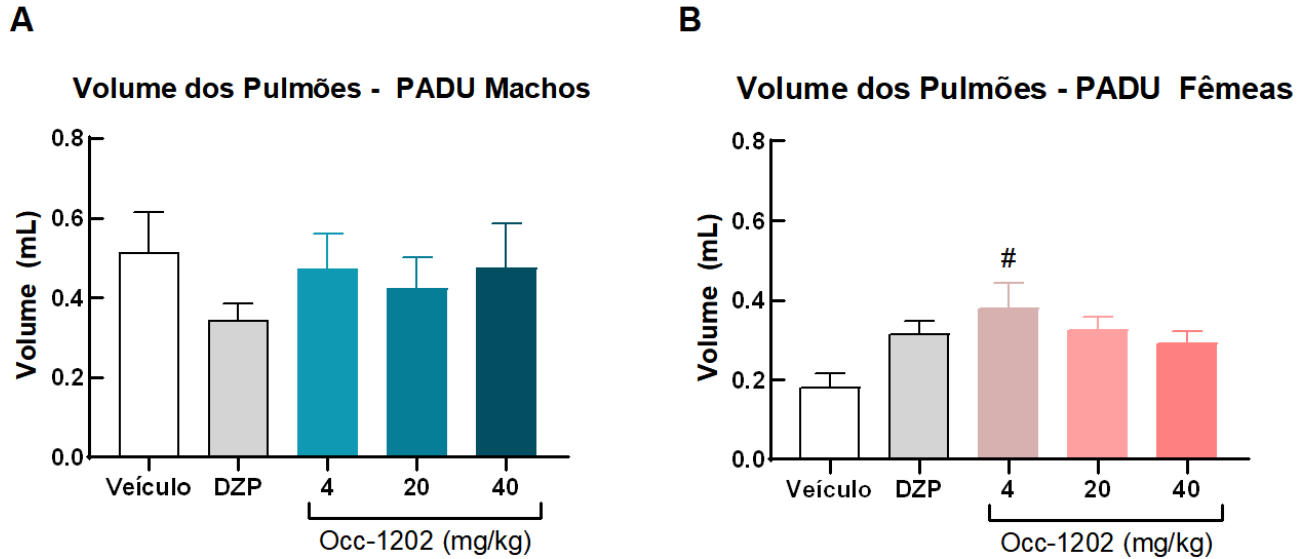 A
Volume dos Pulmões -  PADU Machos
Volume (mL)
0.8
0.6
0.4
0.2
0.0
Veículo DZP 4 20 40
Occ-1202 (mg/kg)
B
Volume dos Pulmões - PADU  Fêmeas
Volume (mL)
0.8
0.6
0.4
0.2
0.0
#
Veículo DZP 4 20 40
Occ-1202 (mg/kg)